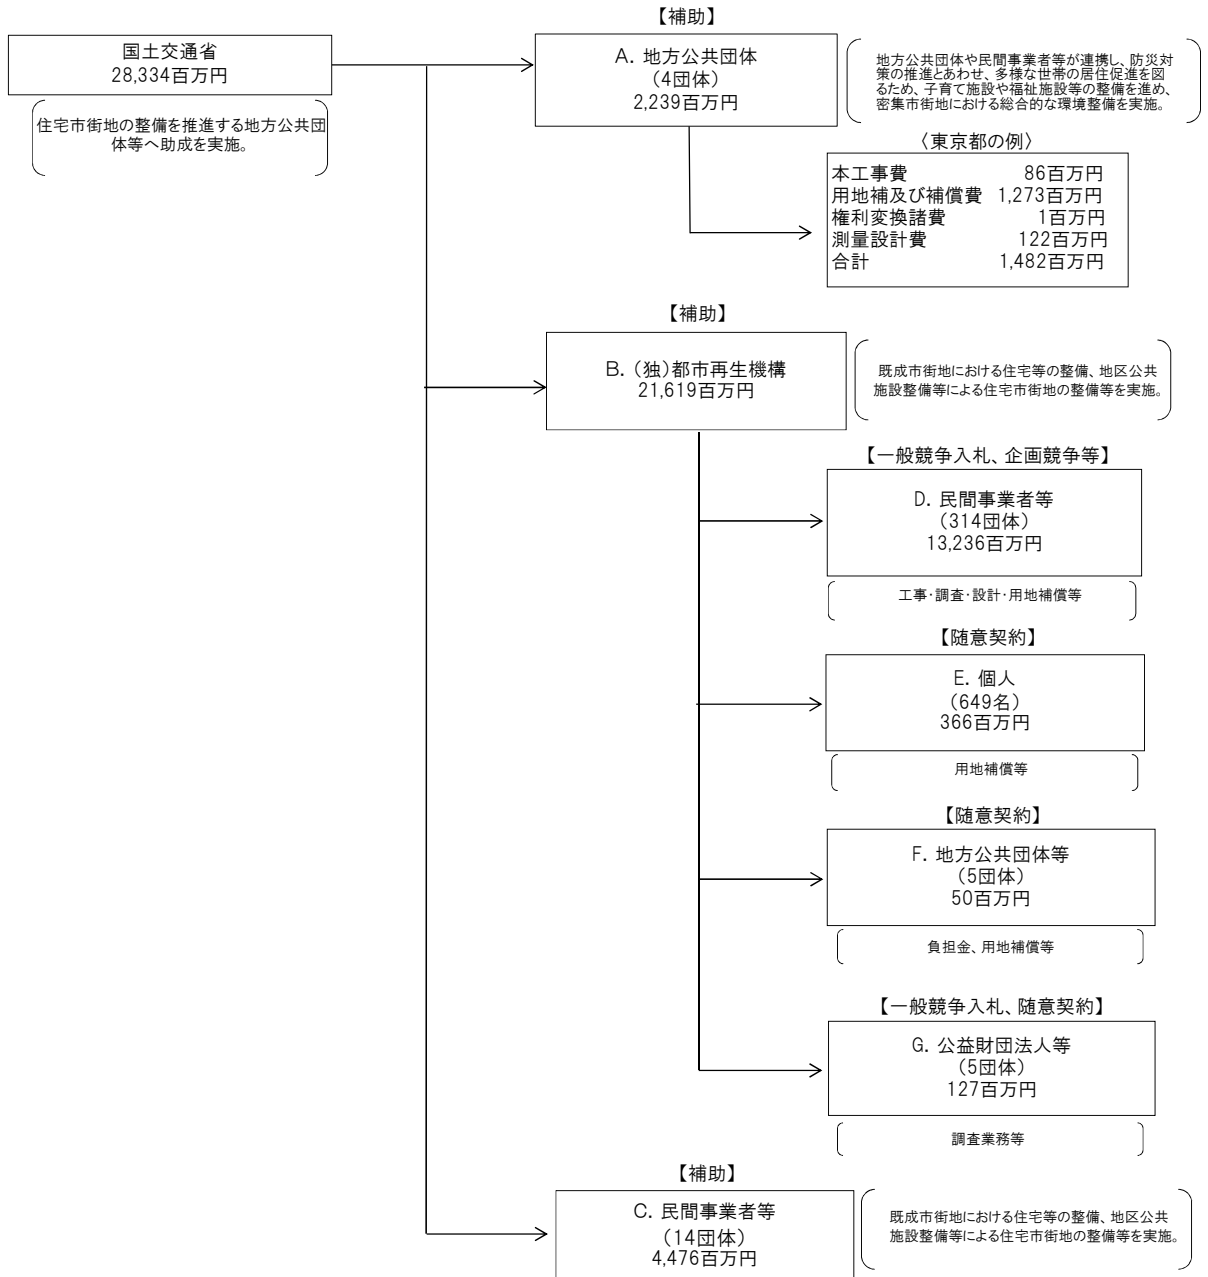 【補助】
国土交通省
28,334百万円
住宅市街地の整備を推進する地方公共団
体等へ助成を実施。
A. 地方公共団体
(4団体)
2,239百万円
地方公共団体や民間事業者等が連携し、防災対
策の推進とあわせ、多様な世帯の居住促進を図
るため、子育て施設や福祉施設等の整備を進め、
密集市街地における総合的な環境整備を実施。
〈東京都の例〉
本工事費 86百万円
用地補及び補償費 1,273百万円
権利変換諸費 1百万円
測量設計費 122百万円
合計 1,482百万円
【補助】
B. (独)都市再生機構
21,619百万円
既成市街地における住宅等の整備、地区公共
施設整備等による住宅市街地の整備等を実施。
【一般競争入札、企画競争等】
D. 民間事業者等
(314団体)
13,236百万円
工事・調査・設計・用地補償等
【随意契約】
E. 個人
(649名)
366百万円
用地補償等
【随意契約】
F. 地方公共団体等
(5団体)
50百万円
負担金、用地補償等
【一般競争入札、随意契約】
G. 公益財団法人等
(5団体)
127百万円
調査業務等
【補助】
C. 民間事業者等
(14団体)
4,476百万円
既成市街地における住宅等の整備、地区公共
施設整備等による住宅市街地の整備等を実施。